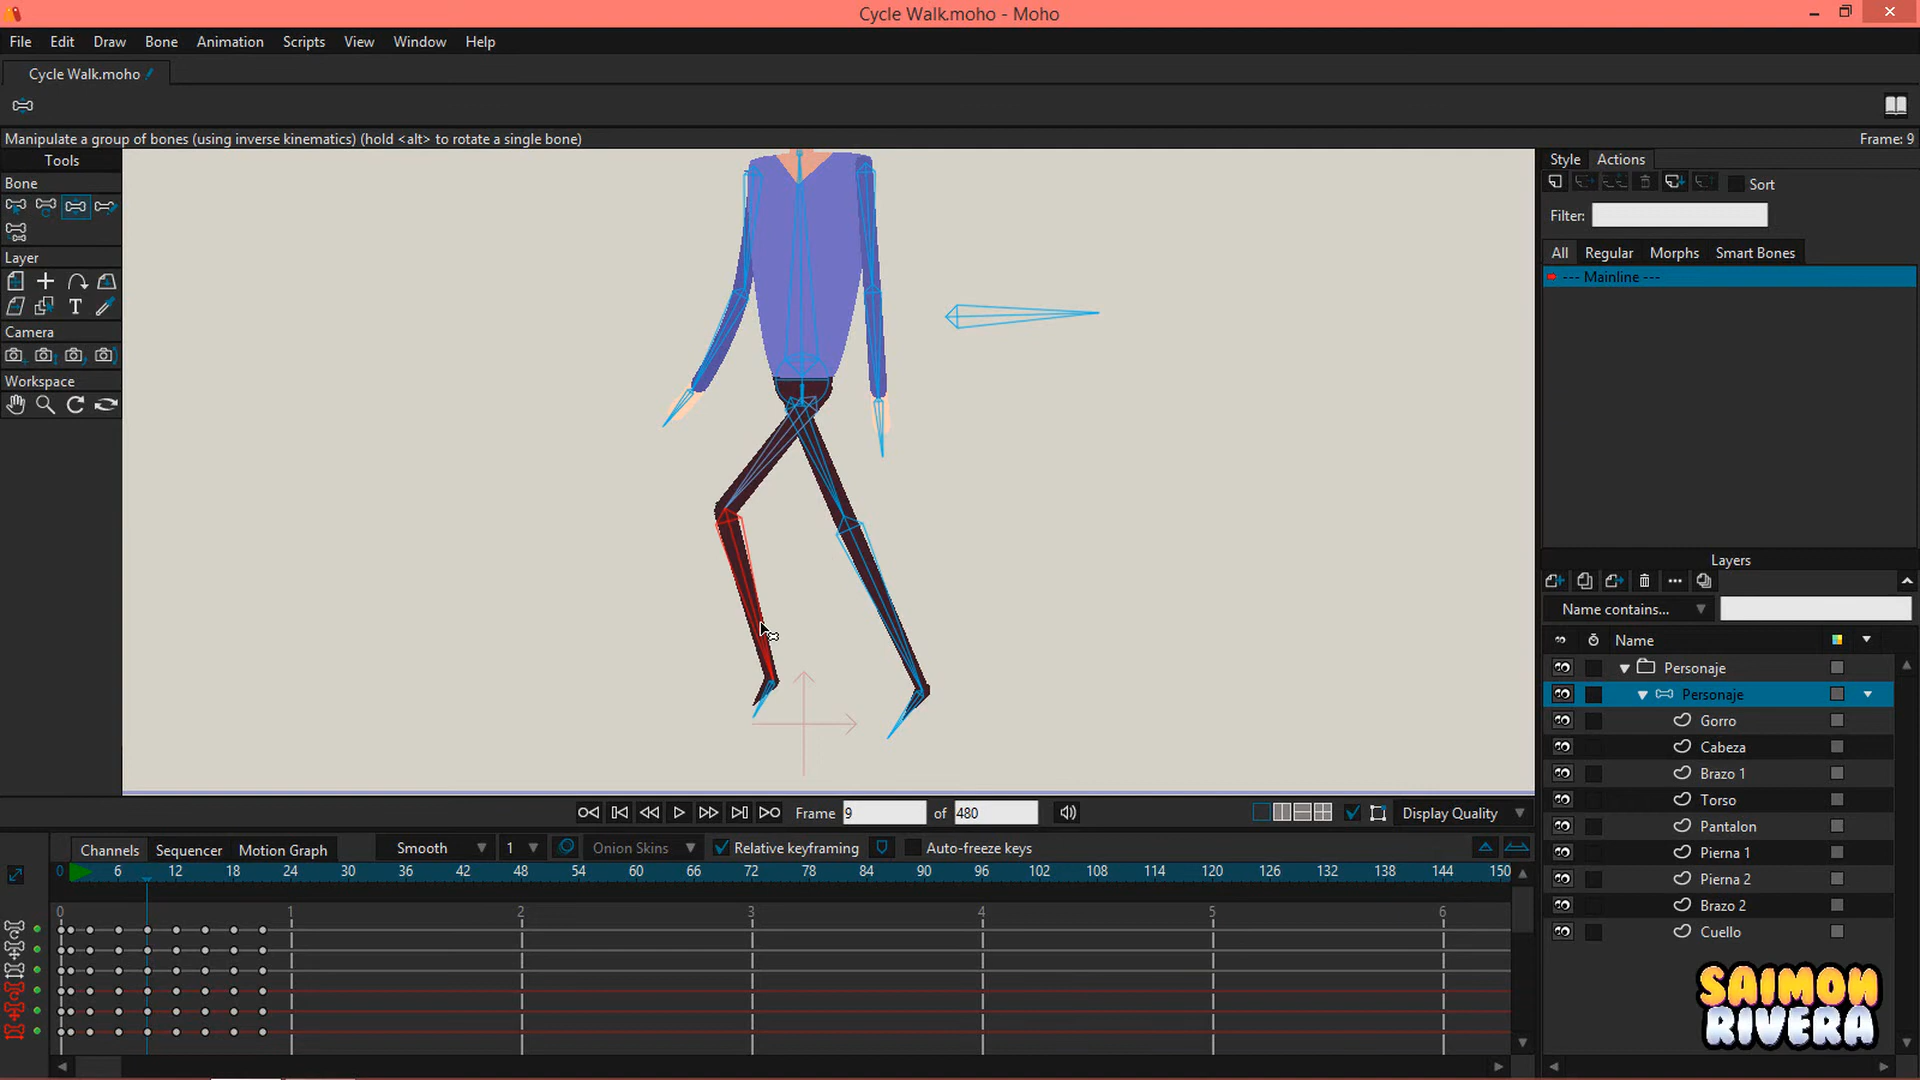 Cycle Walk.moho - Moho
File Edit Draw Bone Animation Scripts View Window Help
Cycle Walk.moho
Manipulate a group of bones (using inverse kinematics) (hold <alt> to rotate a single bone) Frame: 9
Tools
Bone
Layer
T
Camera
Workspace
Style Actions
Sort
Filter:
All Regular Morphs Smart Bones
--- Mainline ---
Layers
Name contains...
Name
Personaje
Personaje
Gorro
Cabeza
Brazo 1
Torso
Pantalon
Pierna 1
Pierna 2
Brazo 2
Cuello
Frame 9 of 480 Display Quality
Channels Sequencer Motion Graph Smooth 1 Onion Skins Relative keyframing Auto-freeze keys
0 6 12 18 24 30 36 42 48 54 60 66 72 78 84 90 96 102 108 114 120 126 132 138 144 150
0 1 2 3 4 5 6
SAIMON
RIVERA